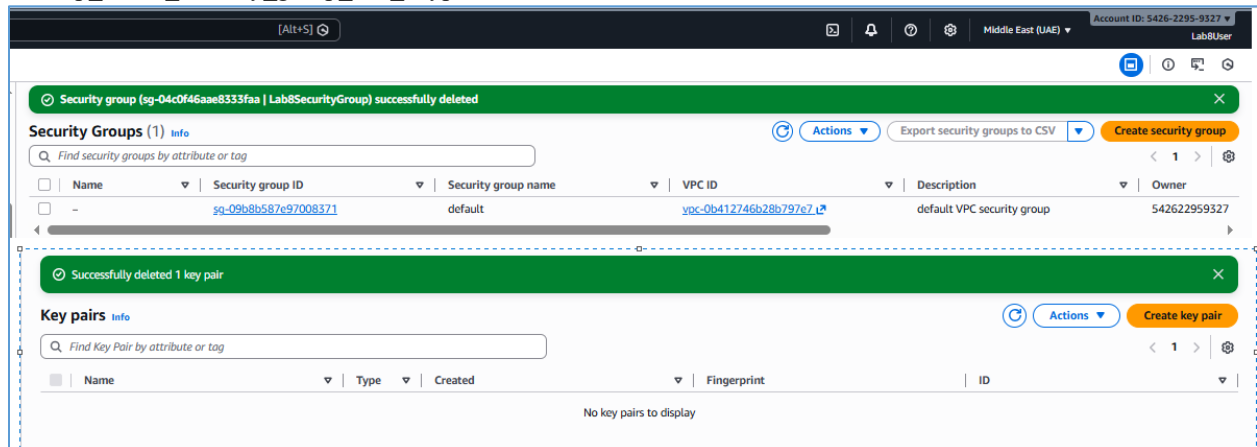 [Alt+S]
Account ID: 5426-2295-9327
Middle East (UAE)
Lab8User
Security group (sg-04c0f46aae8333faa | Lab8SecurityGroup) successfully deleted
Security Groups (1) Info
Actions
Export security groups to CSV
Create security group
Find security groups by attribute or tag
1
Name Security group ID Security group name VPC ID Description Owner
– sg-09b8b587e97008371 default vpc-0b412746b28b797e7 default VPC security group 542622959327
Successfully deleted 1 key pair
Key pairs Info
Actions
Create key pair
Find Key Pair by attribute or tag
1
Name Type Created Fingerprint ID
No key pairs to display